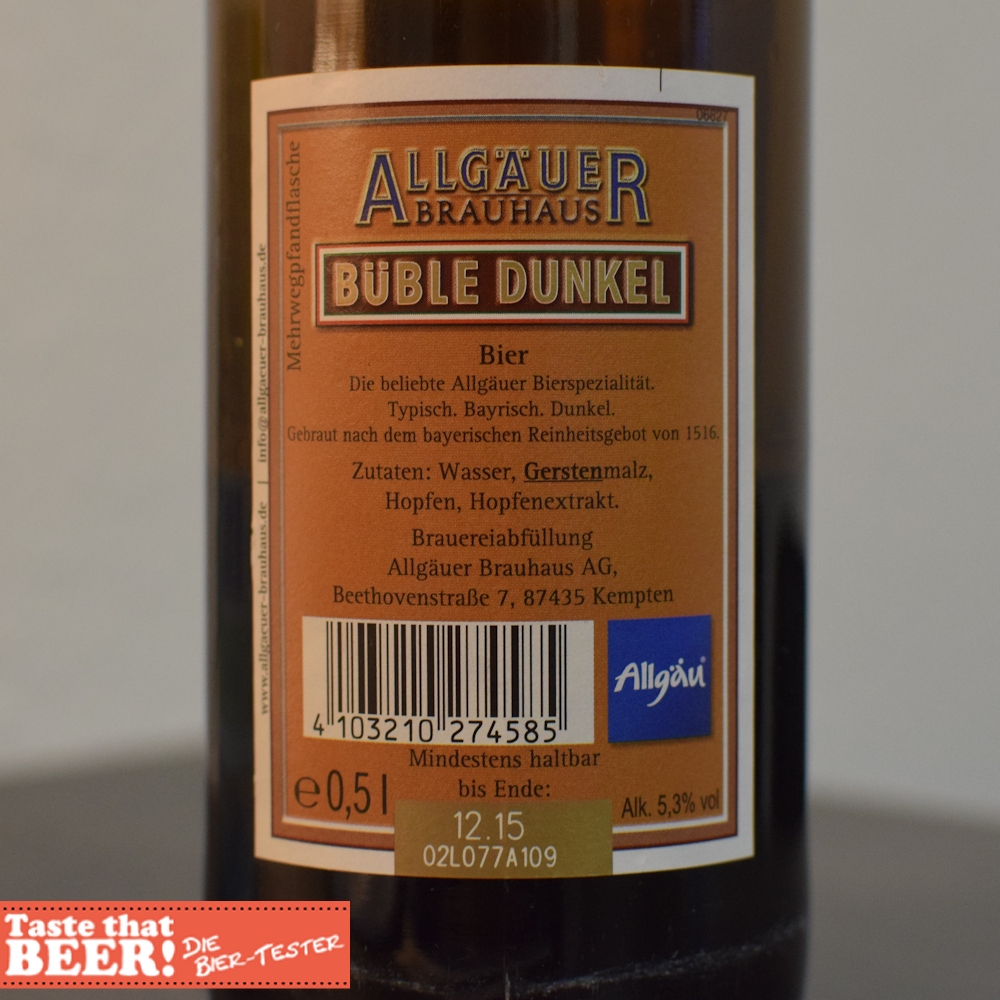 06827
ALLGÄUER
BRAUHAUS
BÜBLE DUNKEL
Mehrwegpfandflasche
www.allgaeuer-brauhaus.de | info@allgaeuer-brauhaus.de
Bier
Die beliebte Allgäuer Bierspezialität.
Typisch. Bayrisch. Dunkel.
Gebraut nach dem bayerischen Reinheitsgebot von 1516.
Zutaten: Wasser, Gerstenmalz,
Hopfen, Hopfenextrakt.
Brauereiabfüllung
Allgäuer Brauhaus AG,
Beethovenstraße 7, 87435 Kempten
4 103210 274585
Allgäu
Mindestens haltbar
bis Ende:
℮ 0,5 l
Alk. 5,3% vol
12.15
02L077A109
Taste that
BEER!
DIE
BIER-TESTER